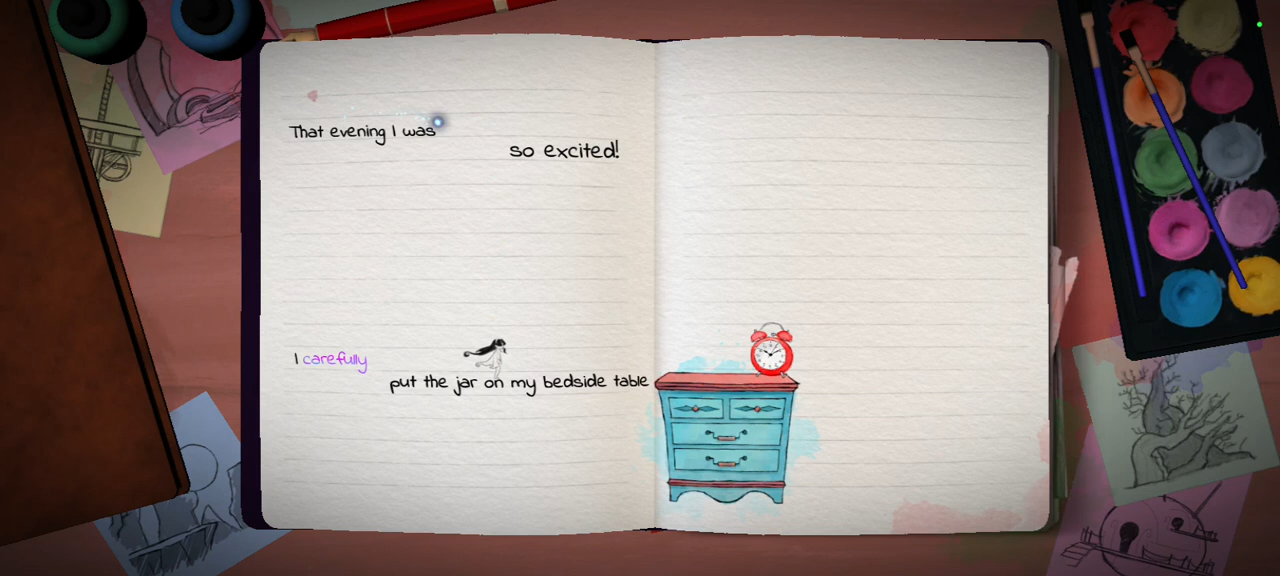 That evening I was
so excited!
I carefully
put the jar on my bedside table